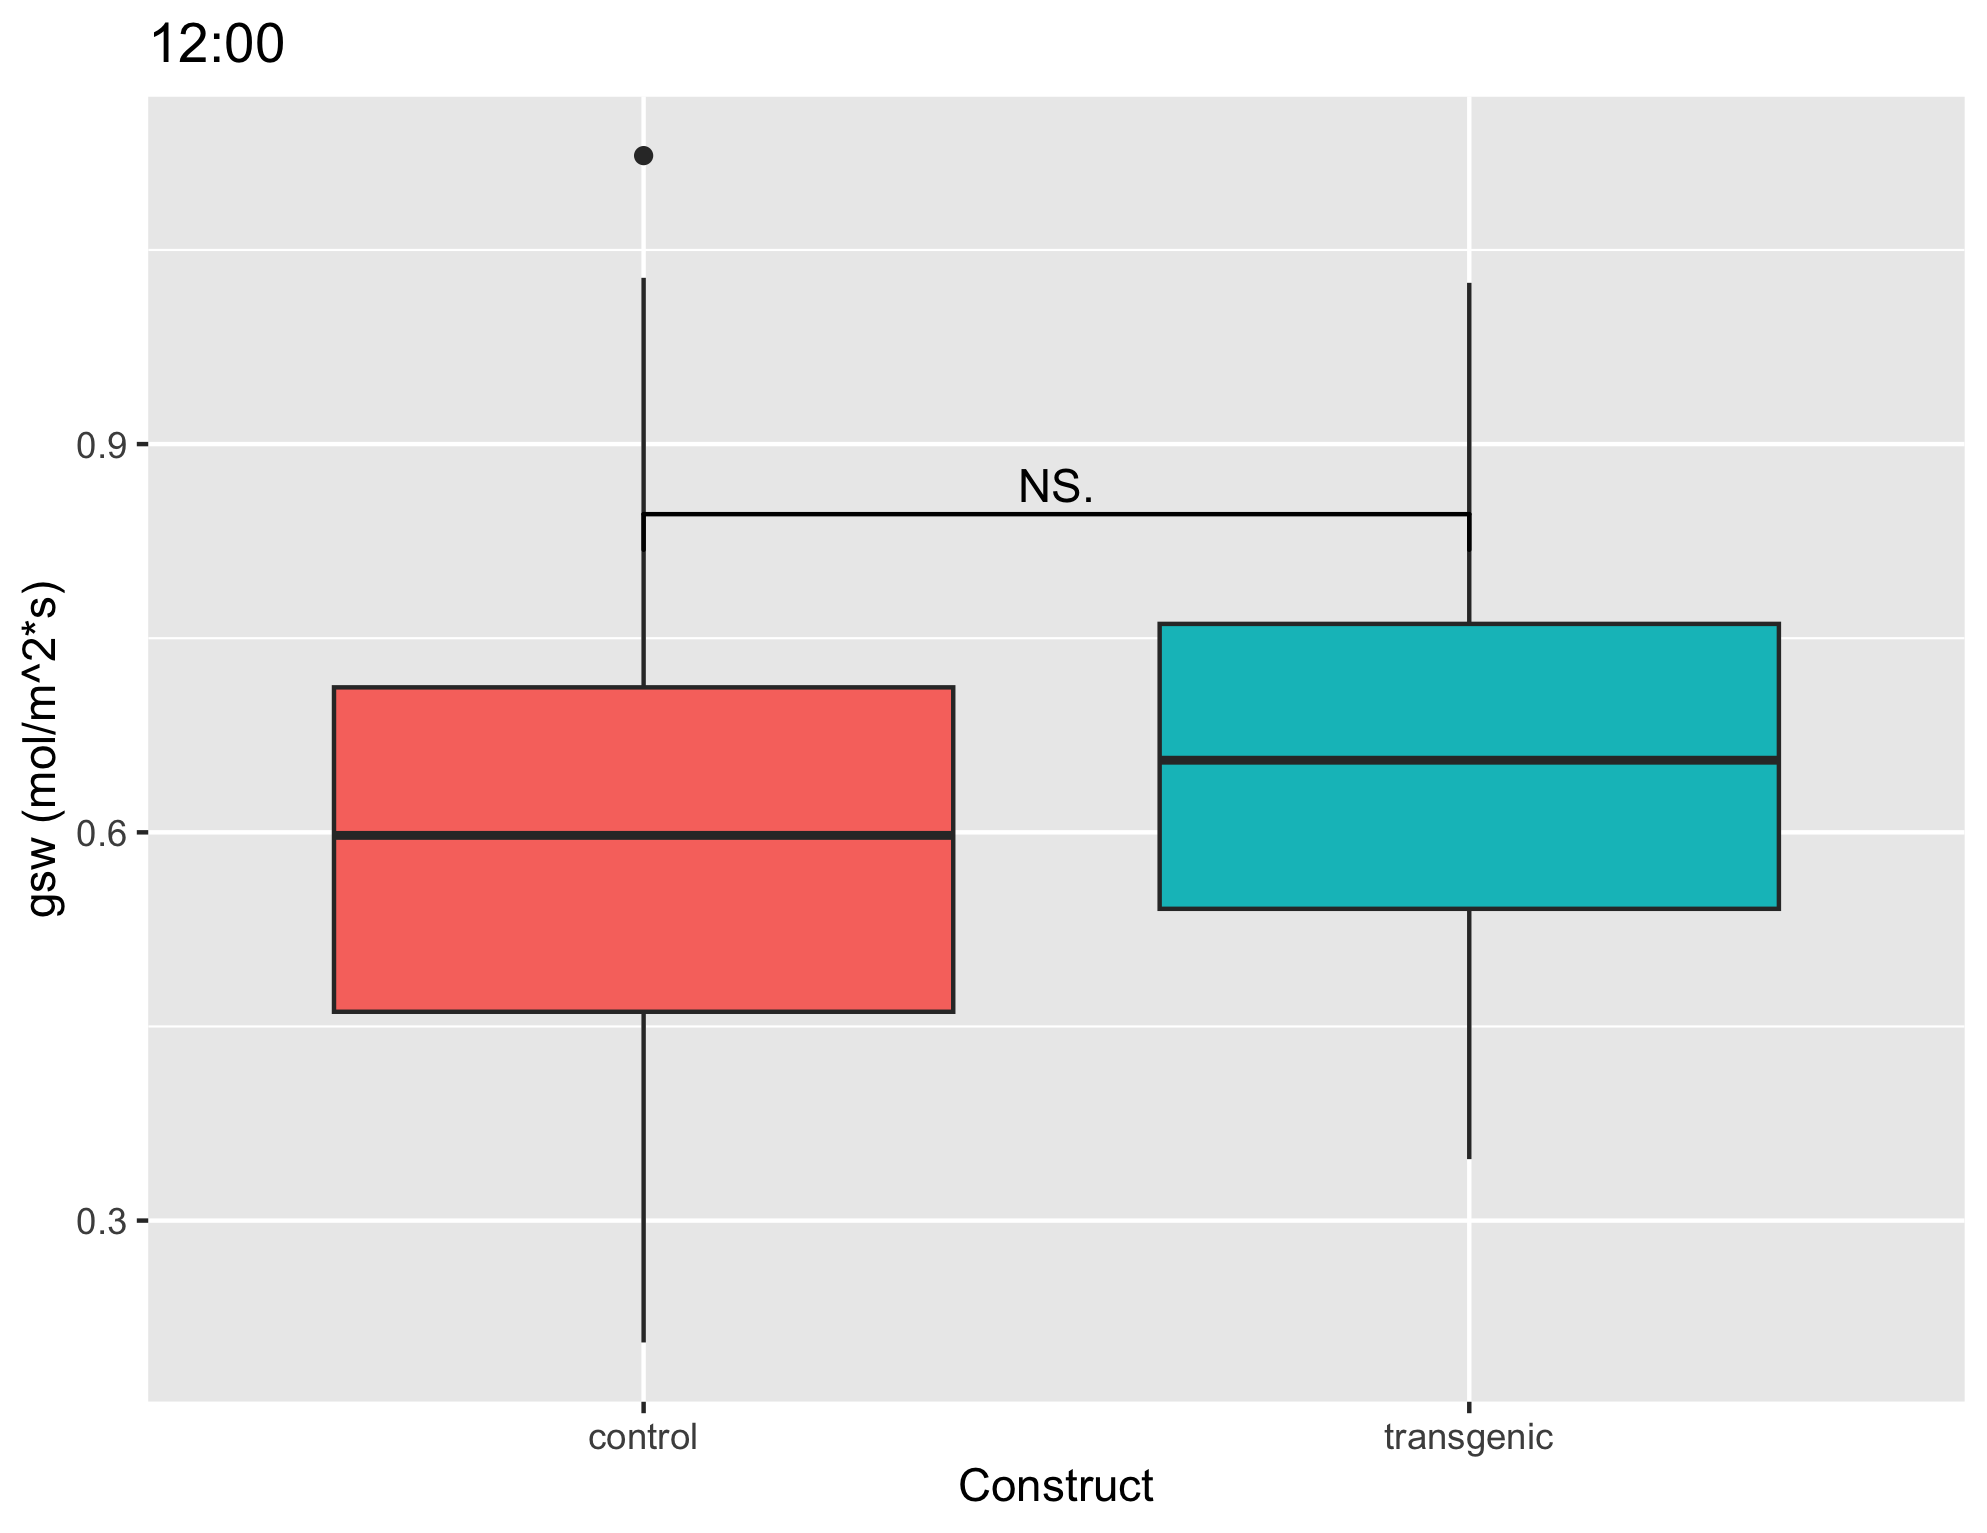 12:00
gsw (mol/m^2*s)
0.9
0.6
0.3
NS.
control
transgenic
Construct